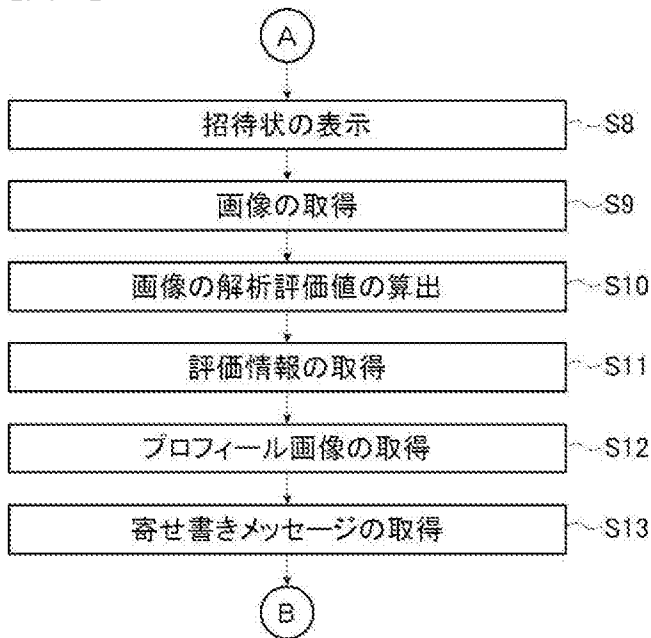 A
招待状の表示 S8
画像の取得 S9
画像の解析評価値の算出 S10
評価情報の取得 S11
プロフィール画像の取得 S12
寄せ書きメッセージの取得 S13
B